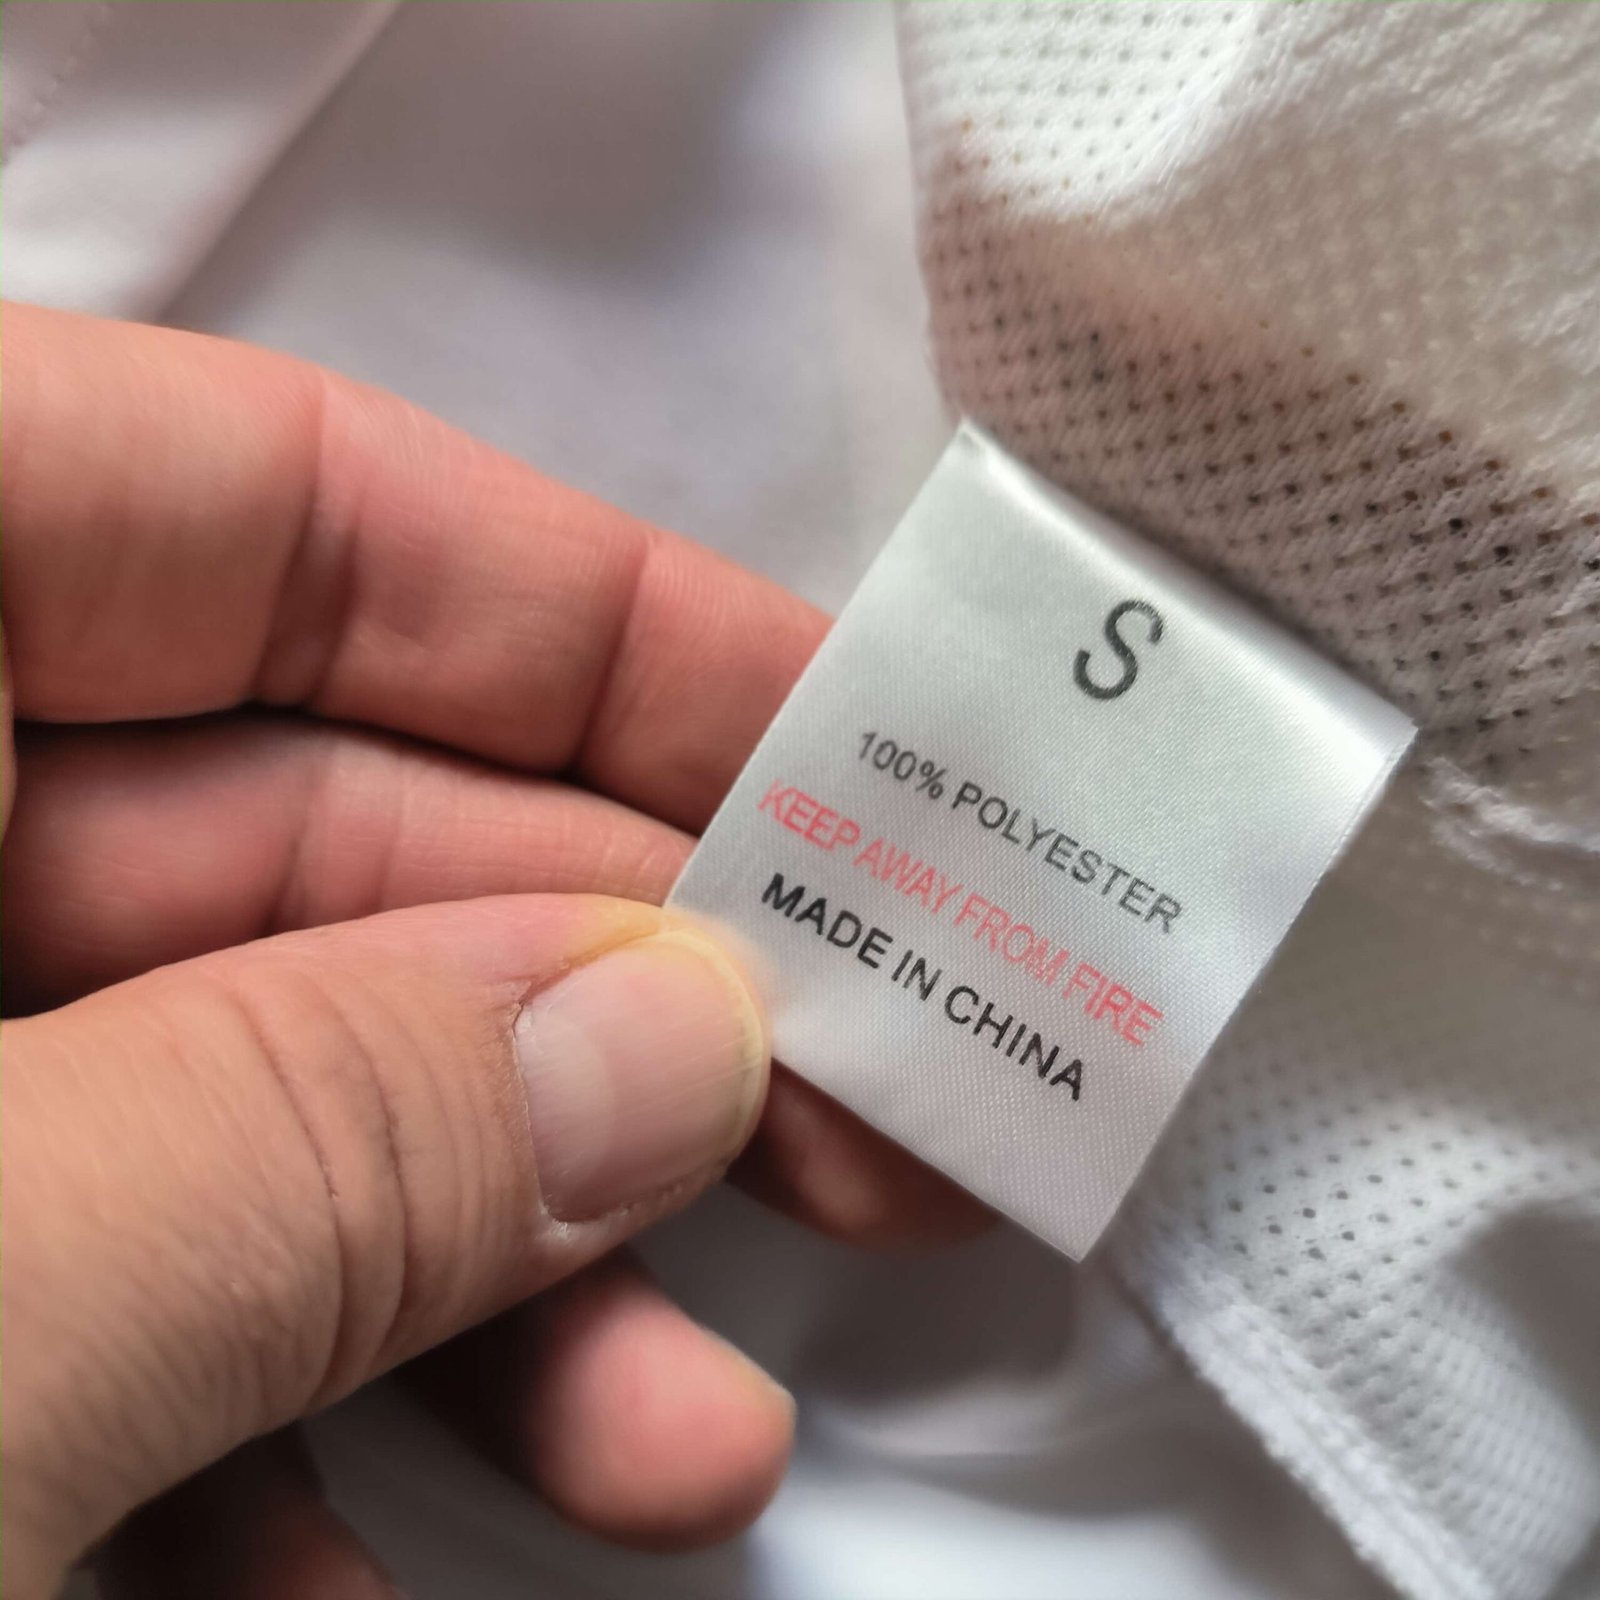 S
100% POLYESTER
KEEP AWAY FROM FIRE
MADE IN CHINA